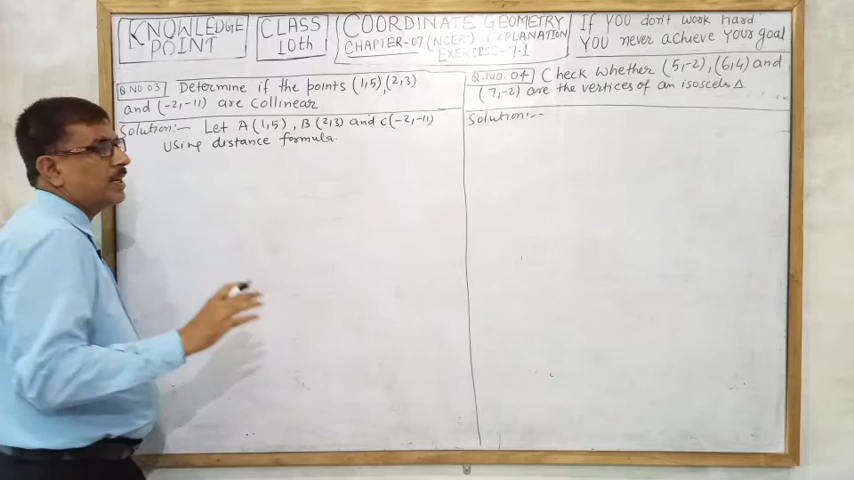 KNOWLEDGE
POINT
CLASS
10th
COORDINATE GEOMETRY
CHAPTER-07 (NCERT) EXPLANATION
EXERCISE-7.1
If You don't work hard
You never achieve Your goal
Q.NO 03 Determine if the points (1,5), (2,3)
and (-2,-11) are Collinear
Solution:- Let A(1,5), B(2,3) and C(-2,-11)
Using distance formula.
Q.NO.04 Check whether (5,-2), (6,4) and
(7,-2) are the vertices of an isosceles Δ.
Solution:-